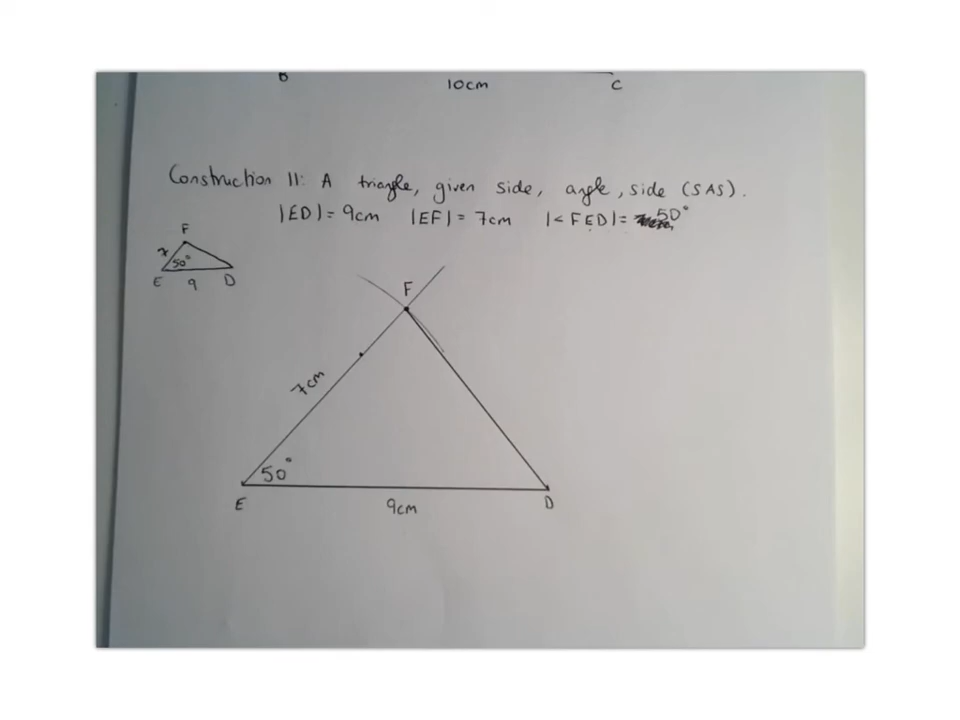 B 10cm C
Construction 11: A triangle, given side, angle, side (SAS).
|ED| = 9cm |EF| = 7cm |<FED| = 50°
F
7 50°
E 9 D
F
7cm
50°
E 9cm D